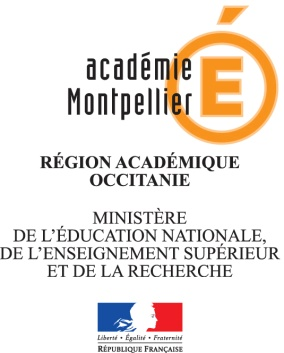 académie
Montpellier É
RÉGION ACADÉMIQUE
OCCITANIE
MINISTÈRE
DE L'ÉDUCATION NATIONALE,
DE L'ENSEIGNEMENT SUPÉRIEUR
ET DE LA RECHERCHE
Liberté • Égalité • Fraternité
RÉPUBLIQUE FRANÇAISE